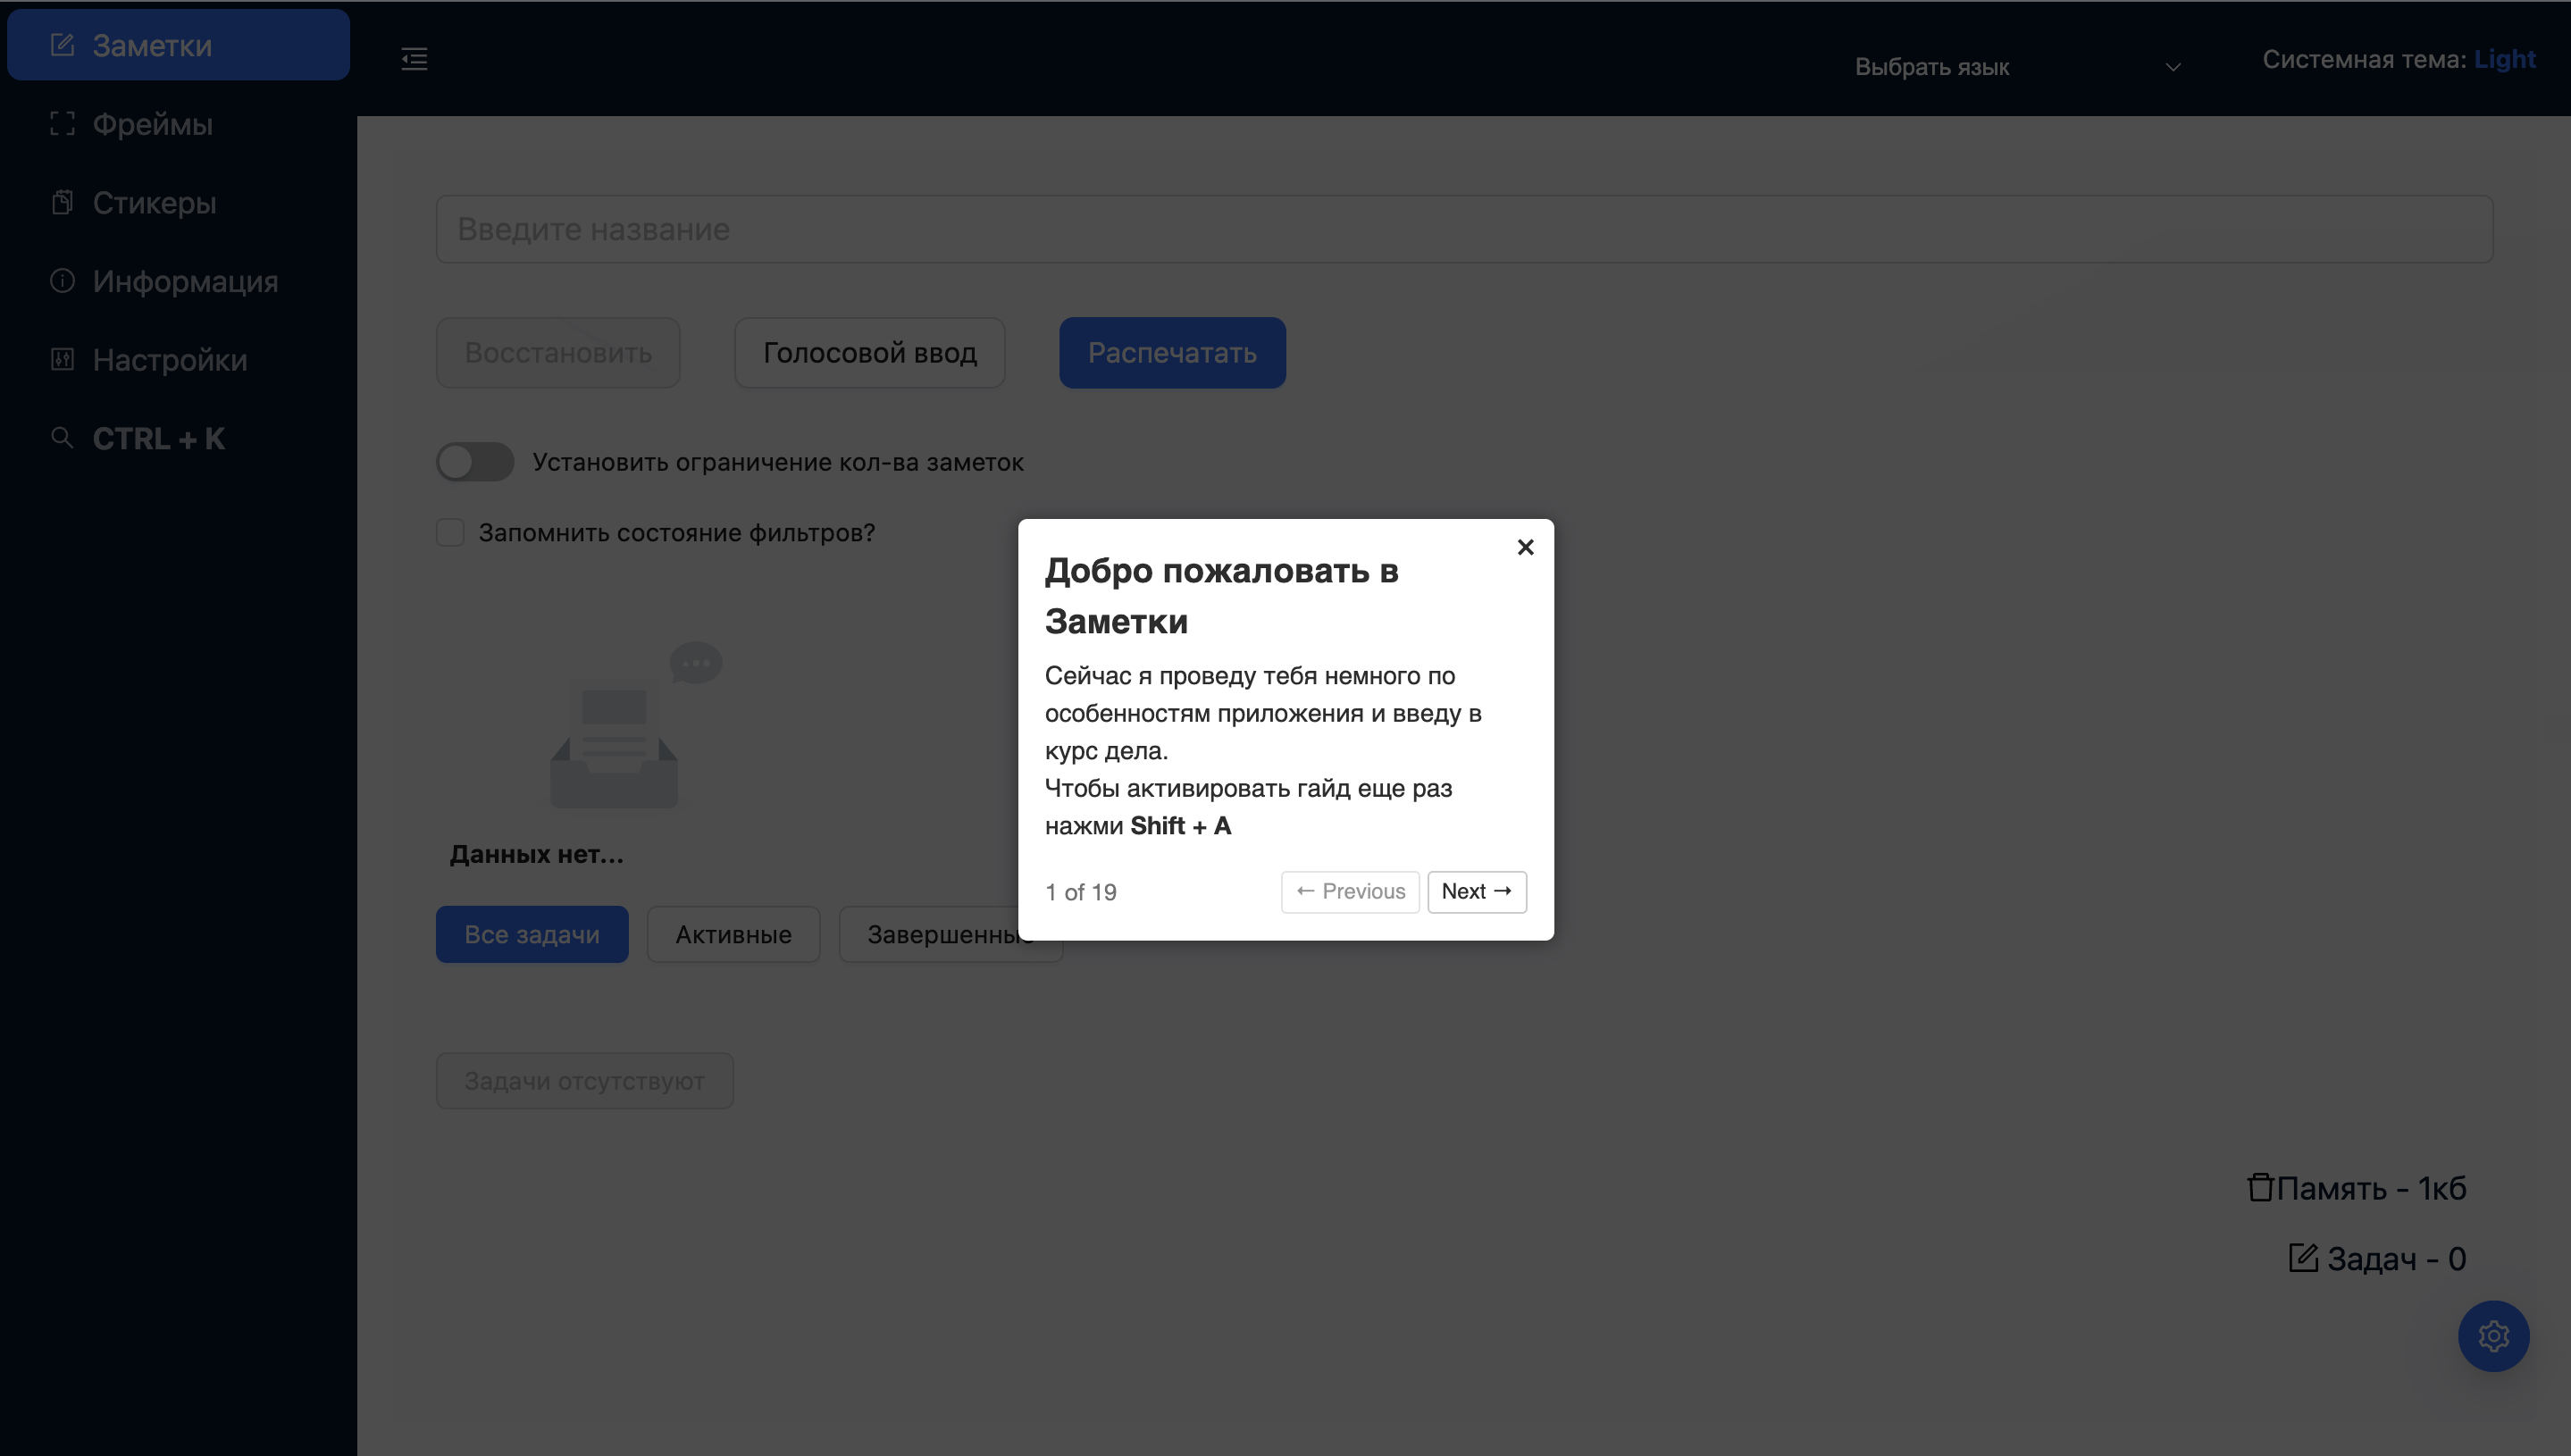 Заметки
Фреймы
Стикеры
Информация
Настройки
CTRL + K
Выбрать язык
Системная тема: Light
Введите название
Восстановить
Голосовой ввод
Распечатать
Установить ограничение кол-ва заметок
Запомнить состояние фильтров?
Данных нет...
Все задачи
Активные
Завершенные
Задачи отсутствуют
Добро пожаловать в
Заметки
Сейчас я проведу тебя немного по
особенностям приложения и введу в
курс дела.
Чтобы активировать гайд еще раз
нажми Shift + A
1 of 19
← Previous
Next →
Память - 1кб
Задач - 0